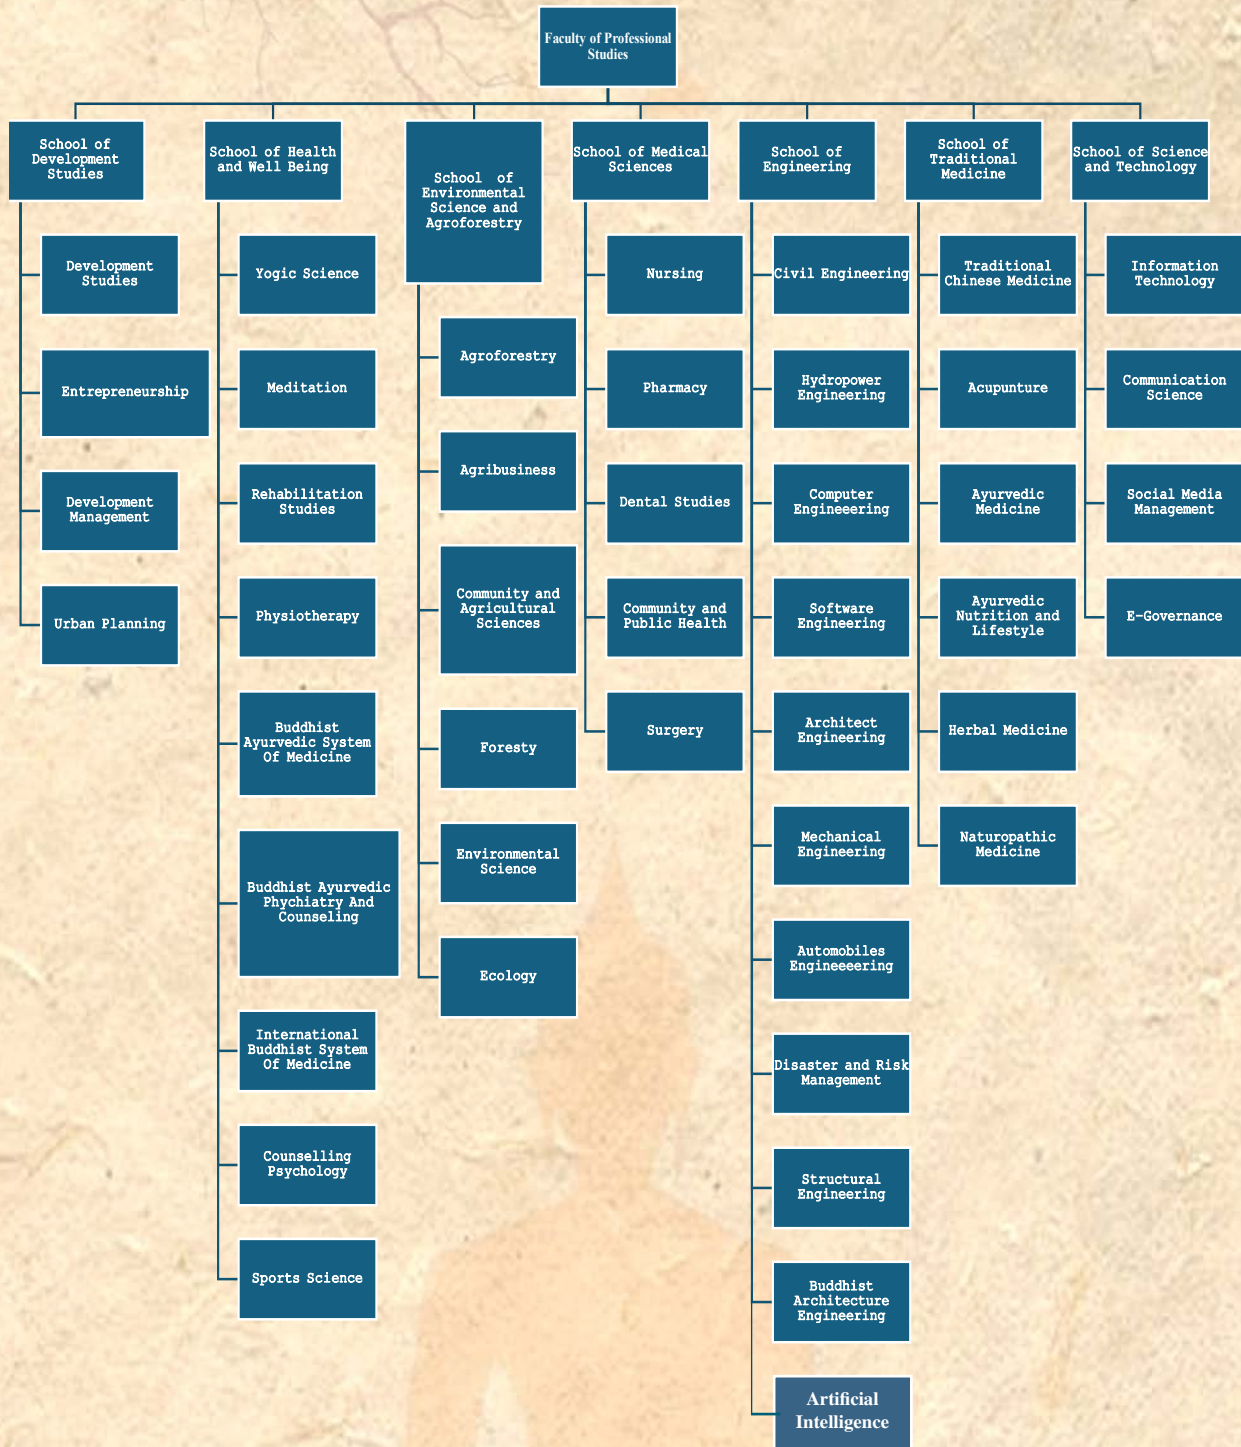 Faculty of Professional
Studies
School of
Development
Studies
Development
Studies
Entrepreneurship
Development
Management
Urban Planning
School of Health
and Well Being
Yogic Science
Meditation
Rehabilitation
Studies
Physiotherapy
Buddhist
Ayurvedic System
Of Medicine
Buddhist Ayurvedic
Phychiatry And
Counseling
International
Buddhist System
Of Medicine
Counselling
Psychology
Sports Science
School of
Environmental
Science and
Agroforestry
Agroforestry
Agribusiness
Community and
Agricultural
Sciences
Foresty
Environmental
Science
Ecology
School of Medical
Sciences
Nursing
Pharmacy
Dental Studies
Community and
Public Health
Surgery
School of
Engineering
Civil Engineering
Hydropower
Engineering
Computer
Engineeering
Software
Engineering
Architect
Engineering
Mechanical
Engineering
Automobiles
Engineeeering
Disaster and Risk
Management
Structural
Engineering
Buddhist
Architecture
Engineering
Artificial
Intelligence
School of
Traditional
Medicine
Traditional
Chinese Medicine
Acupunture
Ayurvedic
Medicine
Ayurvedic
Nutrition and
Lifestyle
Herbal Medicine
Naturopathic
Medicine
School of Science
and Technology
Information
Technology
Communication
Science
Social Media
Management
E-Governance